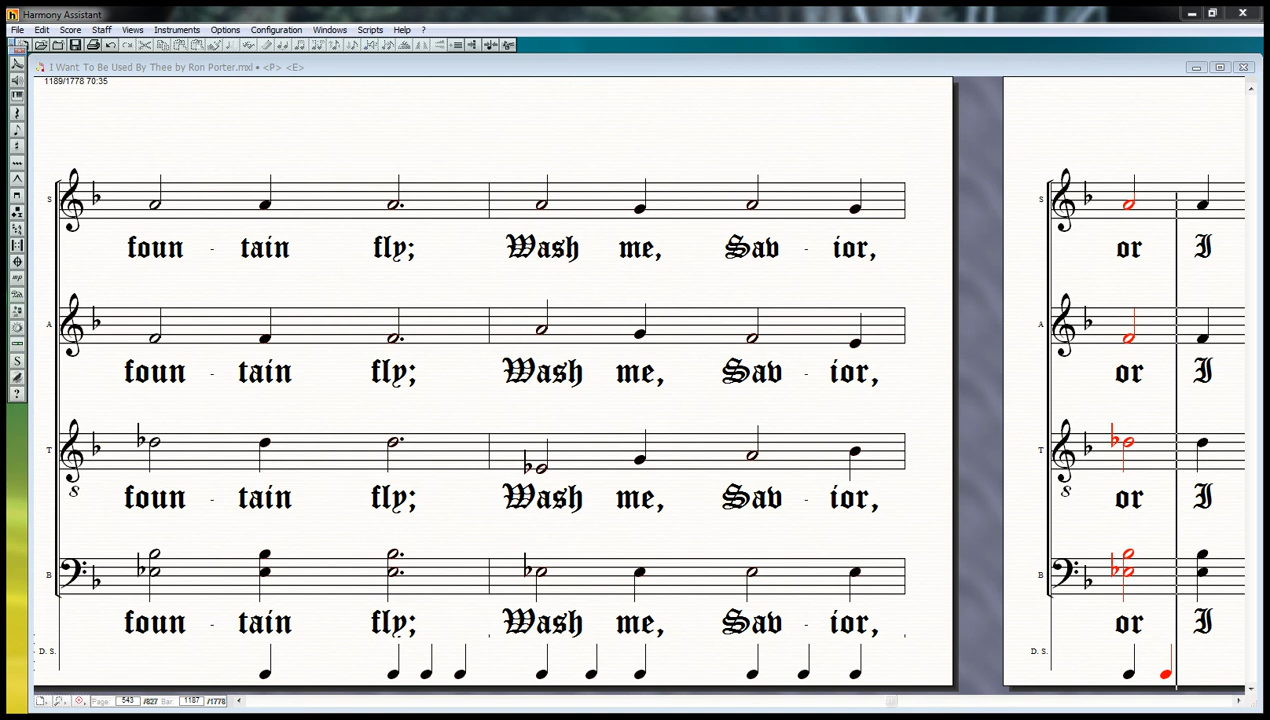 Harmony Assistant
File Edit Score Staff Views Instruments Options Configuration Windows Scripts Help ?
I Want To Be Used By Thee by Ron Porter.mxl • <P> <E>
1189/1778 70:35
S
foun - tain fly; Wash me, Sav - ior,
or I
A
foun - tain fly; Wash me, Sav - ior,
or I
T
8
foun - tain fly; Wash me, Sav - ior,
or I
B
foun - tain fly; Wash me, Sav - ior,
or I
D. S.
D. S.
Page: 543 /827 Bar: 1187 /1778